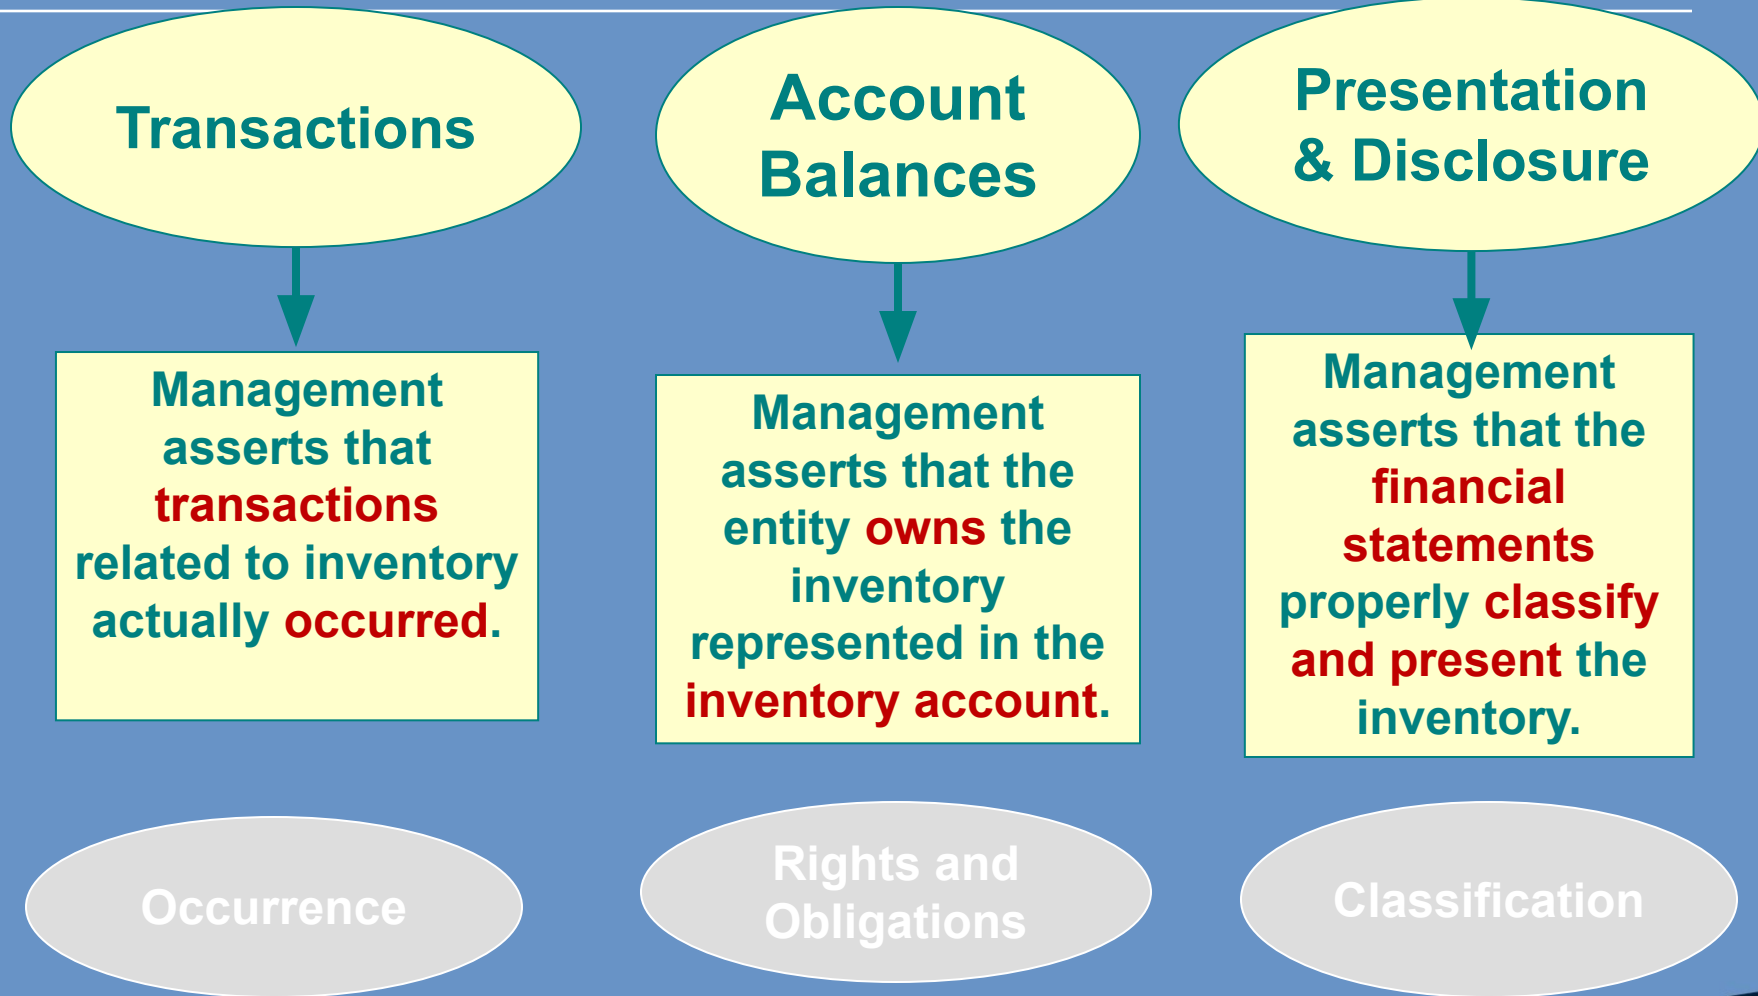 Transactions
Account
Balances
Presentation
& Disclosure
Management
asserts that
transactions
related to inventory
actually occurred.
Management
asserts that the
entity owns the
inventory
represented in the
inventory account.
Management
asserts that the
financial
statements
properly classify
and present the
inventory.
Occurrence
Rights and
Obligations
Classification